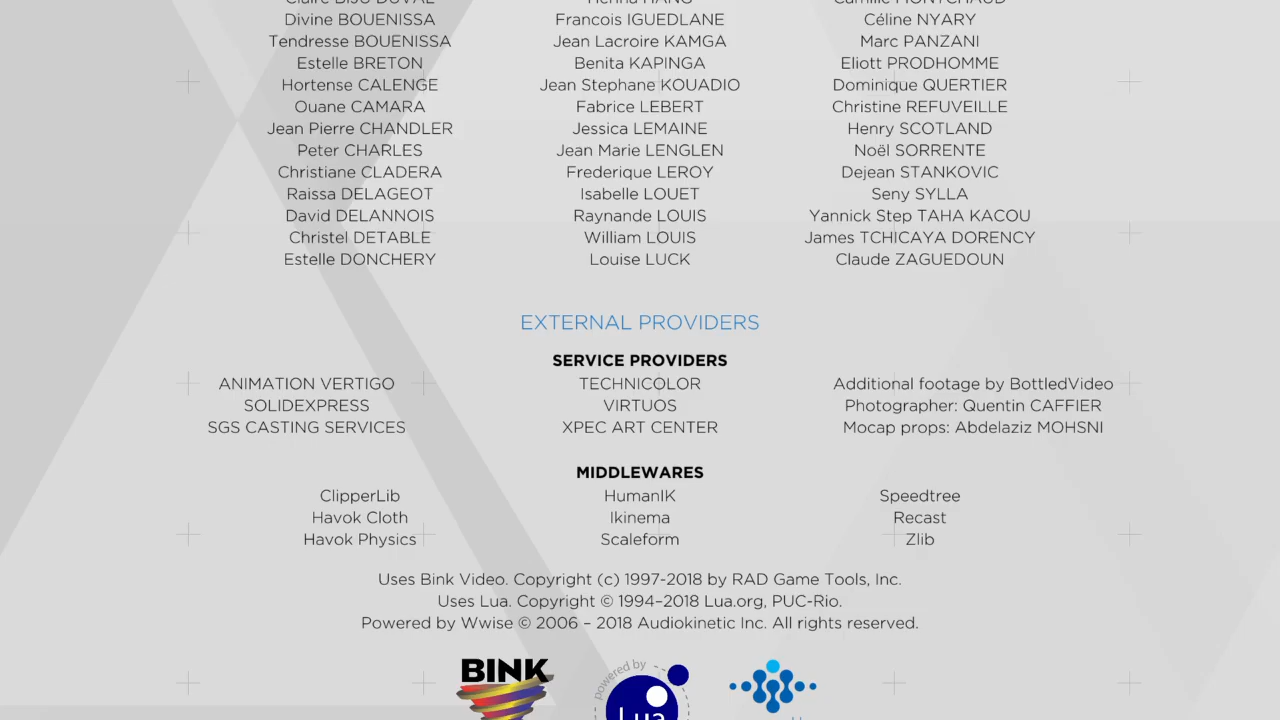 Divine BOUENISSA
Tendresse BOUENISSA
Estelle BRETON
Hortense CALENGE
Ouane CAMARA
Jean Pierre CHANDLER
Peter CHARLES
Christiane CLADERA
Raissa DELAGEOT
David DELANNOIS
Christel DETABLE
Estelle DONCHERY
Francois IGUEDLANE
Jean Lacroire KAMGA
Benita KAPINGA
Jean Stephane KOUADIO
Fabrice LEBERT
Jessica LEMAINE
Jean Marie LENGLEN
Frederique LEROY
Isabelle LOUET
Raynande LOUIS
William LOUIS
Louise LUCK
Céline NYARY
Marc PANZANI
Eliott PRODHOMME
Dominique QUERTIER
Christine REFUVEILLE
Henry SCOTLAND
Noël SORRENTE
Dejean STANKOVIC
Seny SYLLA
Yannick Step TAHA KACOU
James TCHICAYA DORENCY
Claude ZAGUEDOUN
EXTERNAL PROVIDERS
SERVICE PROVIDERS
ANIMATION VERTIGO
SOLIDEXPRESS
SGS CASTING SERVICES
TECHNICOLOR
VIRTUOS
XPEC ART CENTER
Additional footage by BottledVideo
Photographer: Quentin CAFFIER
Mocap props: Abdelaziz MOHSNI
MIDDLEWARES
ClipperLib
Havok Cloth
Havok Physics
HumanIK
Ikinema
Scaleform
Speedtree
Recast
Zlib
Uses Bink Video. Copyright (c) 1997-2018 by RAD Game Tools, Inc.
Uses Lua. Copyright © 1994–2018 Lua.org, PUC-Rio.
Powered by Wwise © 2006 – 2018 Audiokinetic Inc. All rights reserved.
BINK
powered by
Lua